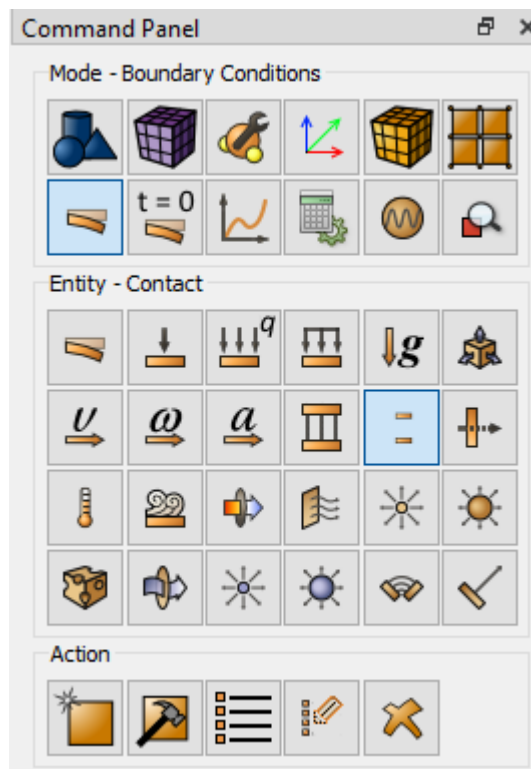 Command Panel
Mode - Boundary Conditions
t = 0
Entity - Contact
q
g
υ ω a
Action